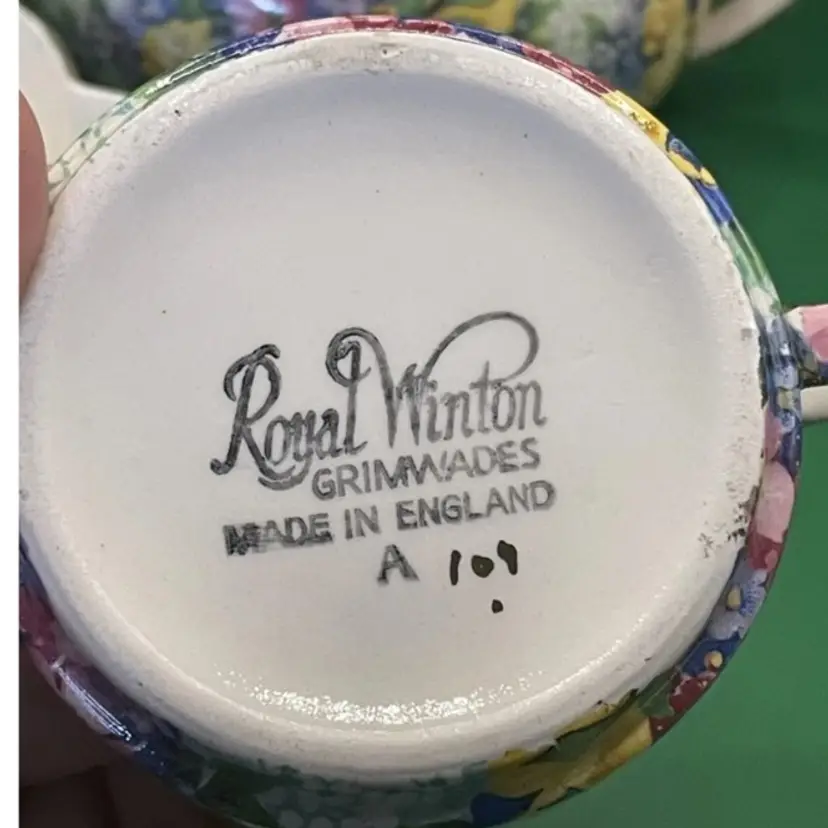 Royal Winton
GRIMWADES
MADE IN ENGLAND
A 109